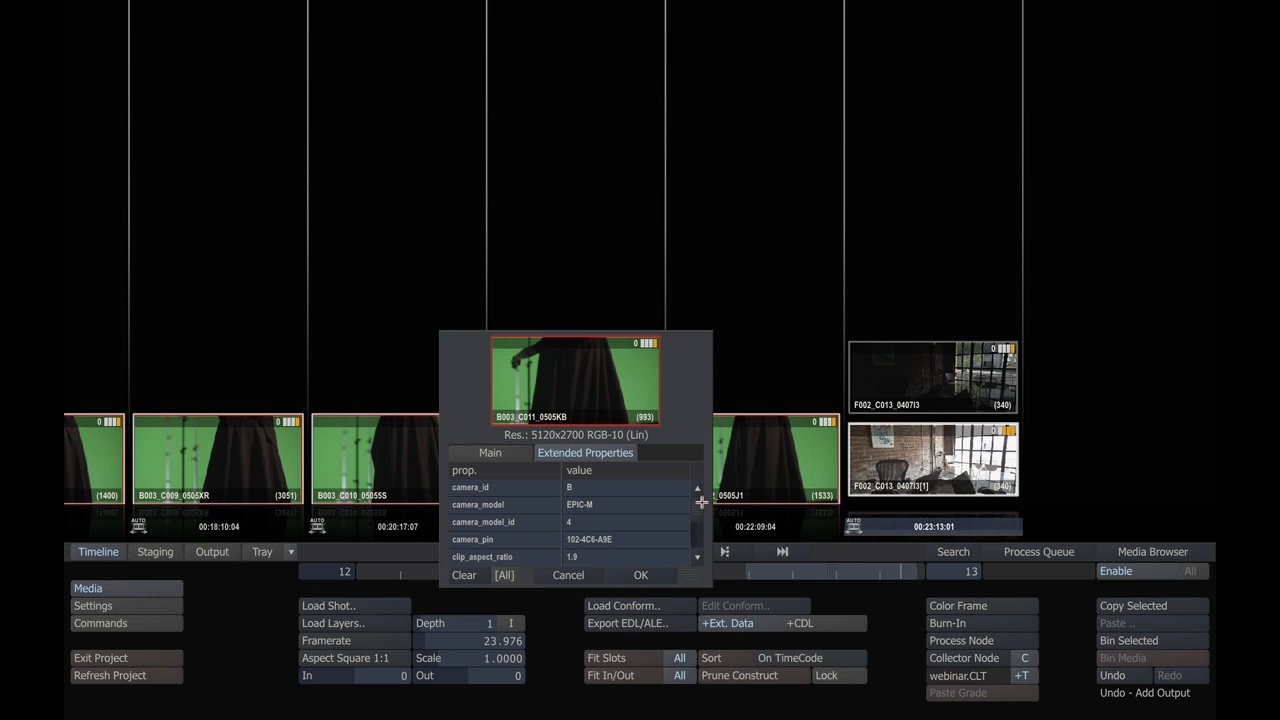 0
B003_C011_0505KB (993)
Res.: 5120x2700 RGB-10 (Lin)
Main Extended Properties
prop. value
camera_id B
camera_model EPIC-M
camera_model_id 4
camera_pin 102-4C6-A9E
clip_aspect_ratio 1.9
Clear [All] Cancel OK
0
F002_C013_0407I3 (340)
0
(1400)
0
B003_C009_0505XR (3051)
B003_C010_0505S
0
_0505J1 (1533)
F002_C013_0407I3[1] (340)
AUTO 00:18:10:04
AUTO 00:20:17:07
00:22:09:04
AUTO 00:23:13:01
Timeline Staging Output Tray
Search Process Queue Media Browser
12
13
Enable All
Media
Settings
Commands
Exit Project
Refresh Project
Load Shot..
Load Layers.. Depth 1 I
Framerate 23.976
Aspect Square 1:1 Scale 1.0000
In 0 Out 0
Load Conform.. Edit Conform..
Export EDL/ALE.. +Ext. Data +CDL
Fit Slots All Sort On TimeCode
Fit In/Out All Prune Construct Lock
Color Frame
Burn-In
Process Node
Collector Node C
webinar.CLT +T
Paste Grade
Copy Selected
Paste ..
Bin Selected
Bin Media
Undo Redo
Undo - Add Output